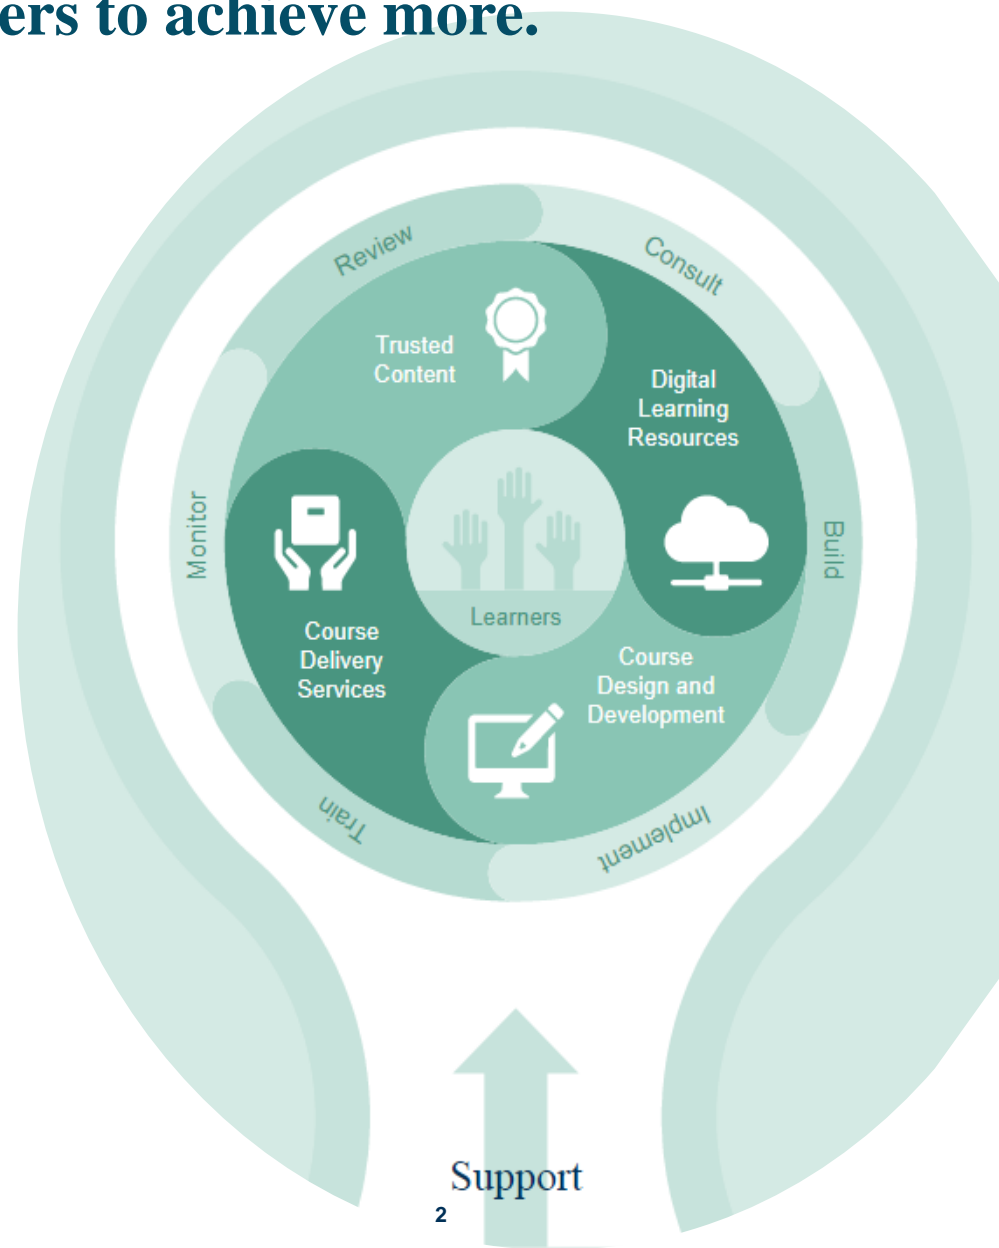 ers to achieve more.
Review
Consult
Trusted
Content
Digital
Learning
Resources
Monitor
Build
Learners
Course
Delivery
Services
Course
Design and
Development
Train
Implement
Support
2